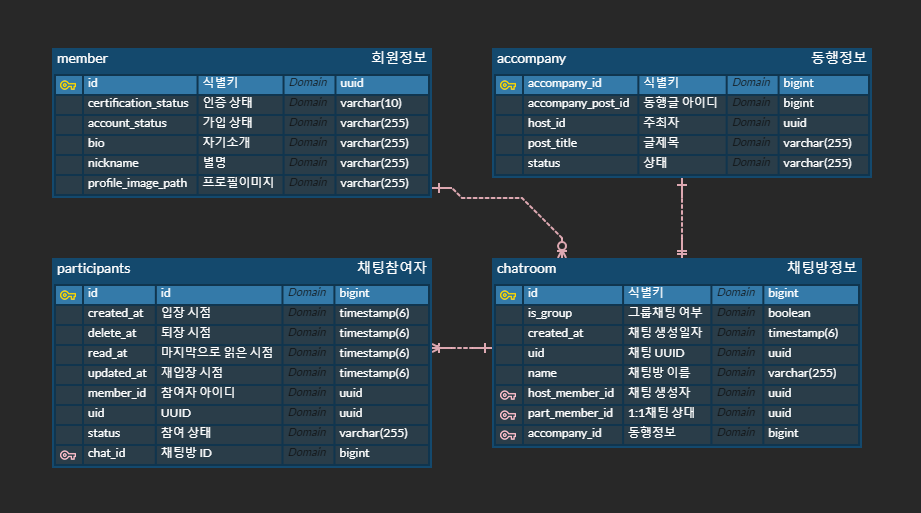 member 회원정보
id 식별키 Domain uuid
certification_status 인증 상태 Domain varchar(10)
account_status 가입 상태 Domain varchar(255)
bio 자기소개 Domain varchar(255)
nickname 별명 Domain varchar(255)
profile_image_path 프로필이미지 Domain varchar(255)
accompany 동행정보
accompany_id 식별키 Domain bigint
accompany_post_id 동행글 아이디 Domain bigint
host_id 주최자 Domain uuid
post_title 글제목 Domain varchar(255)
status 상태 Domain varchar(255)
participants 채팅참여자
id id Domain bigint
created_at 입장 시점 Domain timestamp(6)
delete_at 퇴장 시점 Domain timestamp(6)
read_at 마지막으로 읽은 시점 Domain timestamp(6)
updated_at 재입장 시점 Domain timestamp(6)
member_id 참여자 아이디 Domain uuid
uid UUID Domain uuid
status 참여 상태 Domain varchar(255)
chat_id 채팅방 ID Domain bigint
chatroom 채팅방정보
id 식별키 Domain bigint
is_group 그룹채팅 여부 Domain boolean
created_at 채팅 생성일자 Domain timestamp(6)
uid 채팅 UUID Domain uuid
name 채팅방 이름 Domain varchar(255)
host_member_id 채팅 생성자 Domain uuid
part_member_id 1:1채팅 상대 Domain uuid
accompany_id 동행정보 Domain bigint